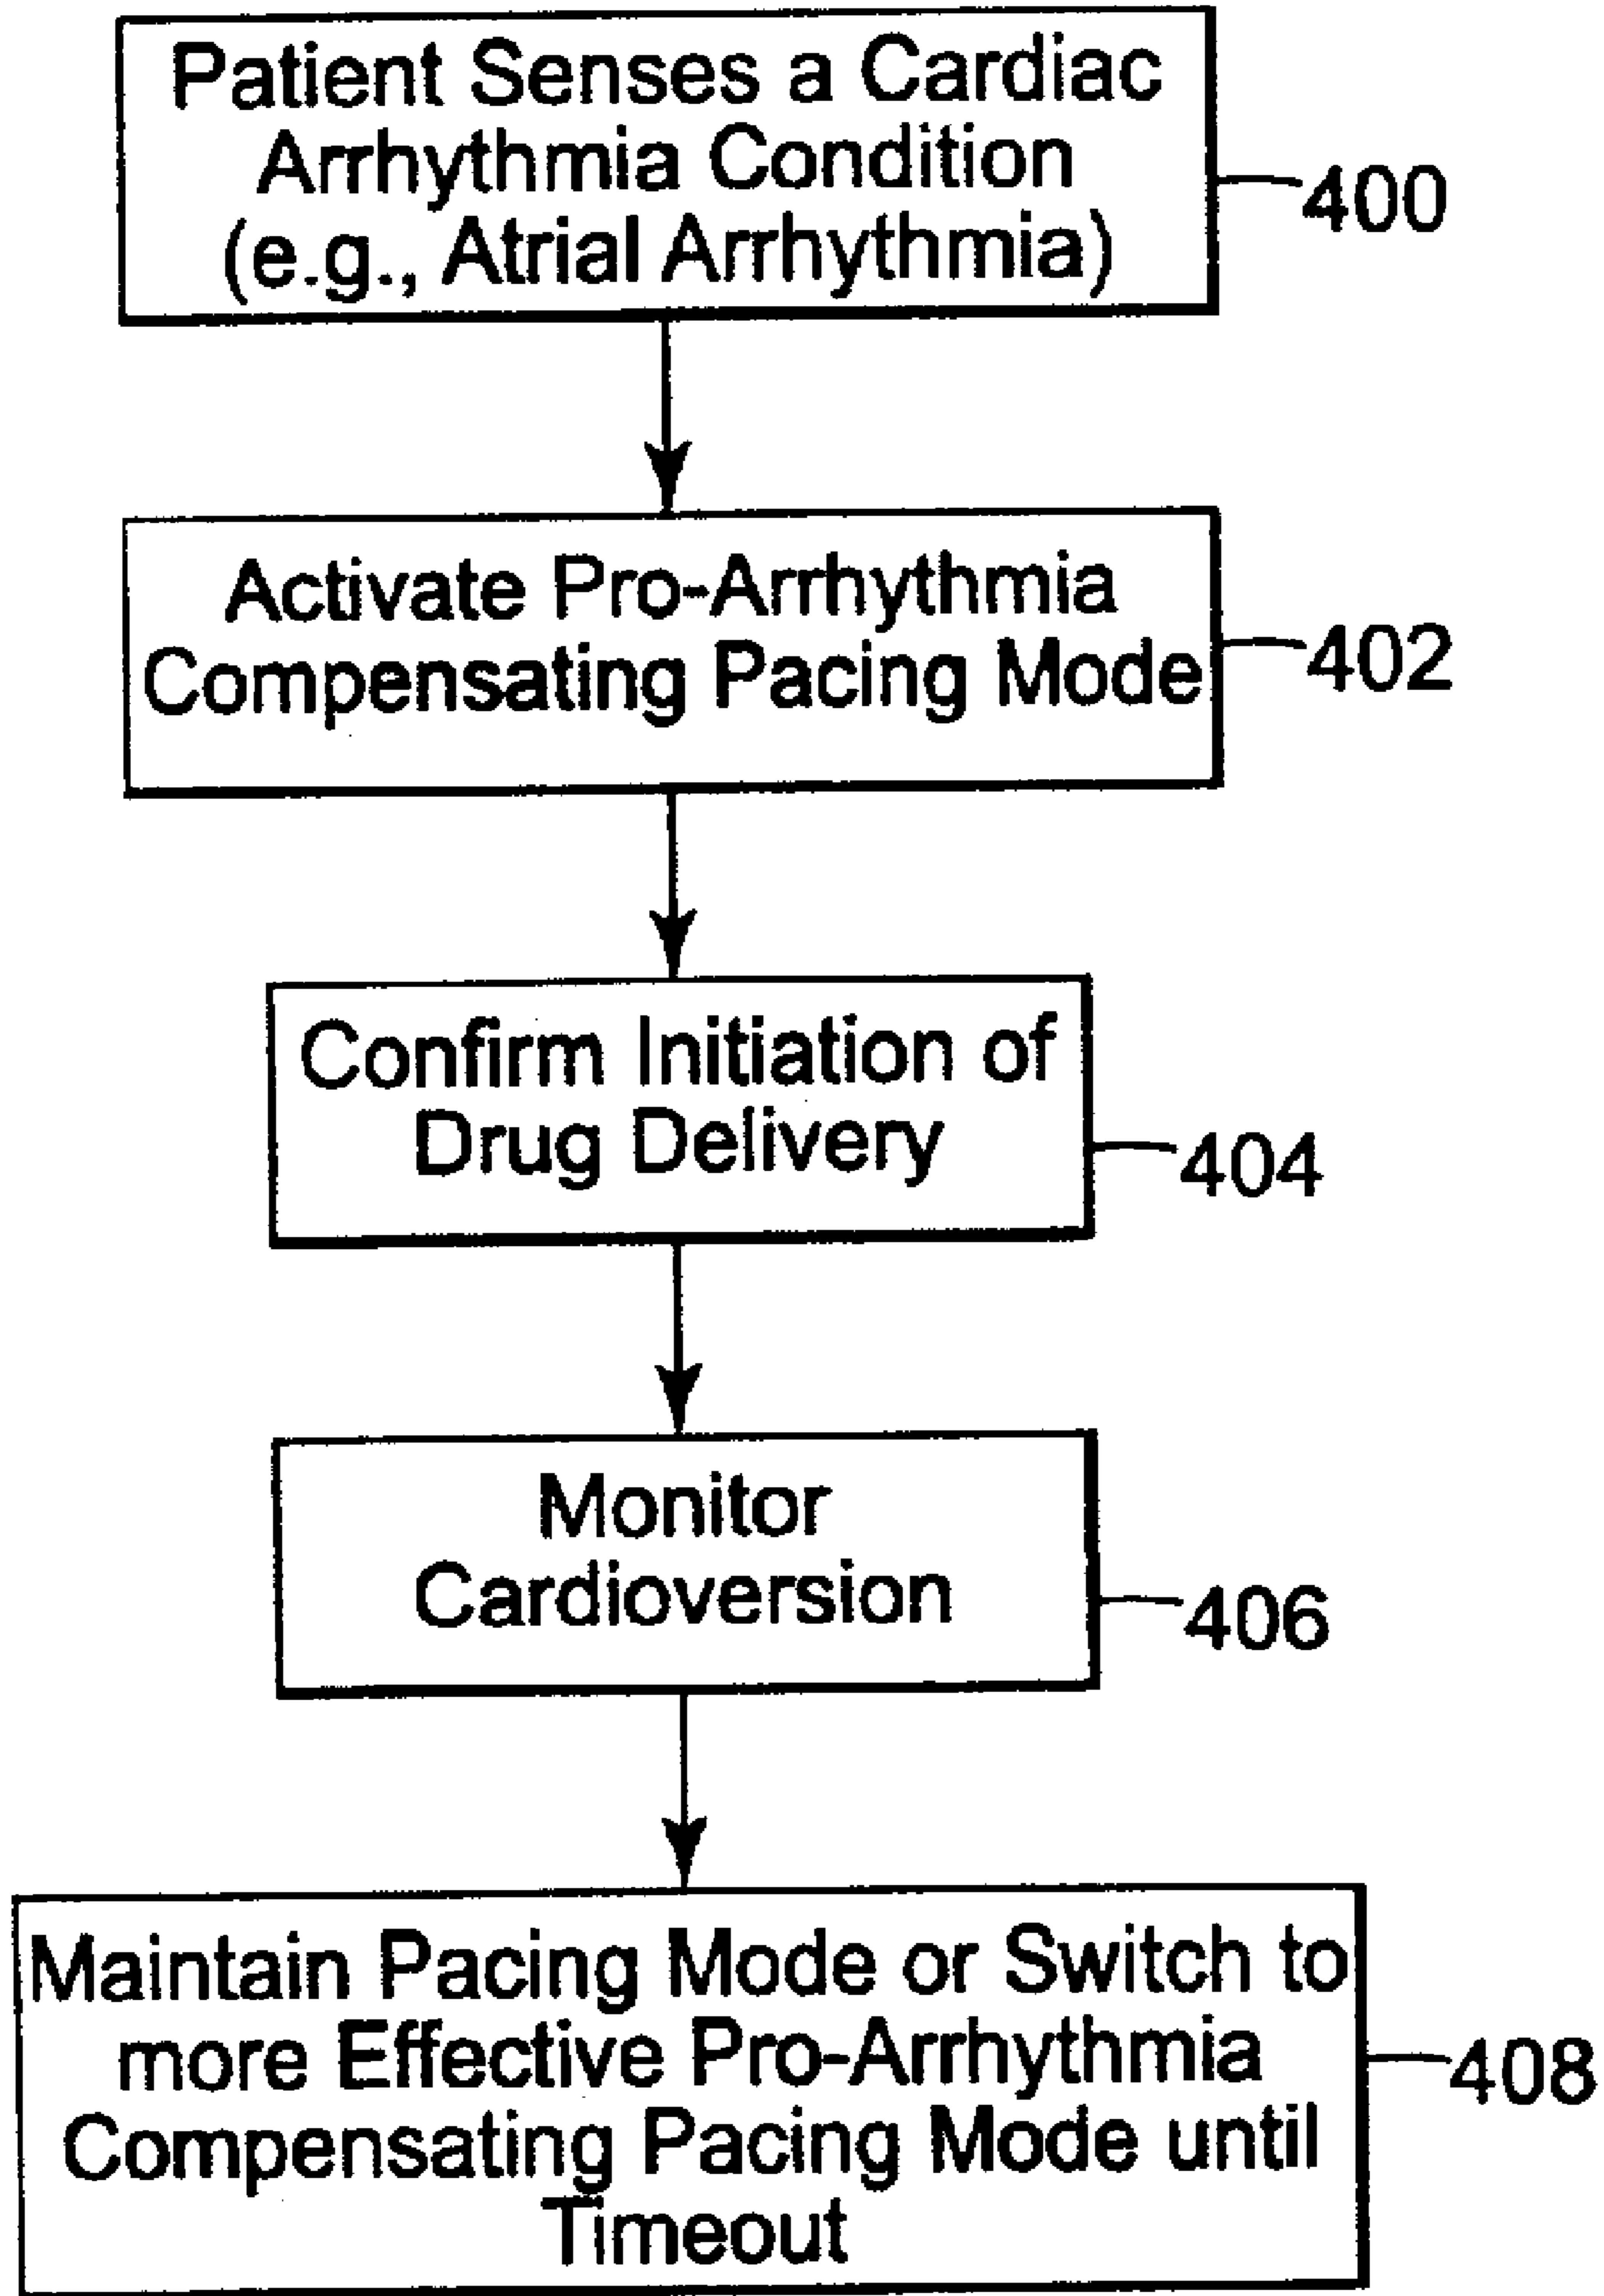 Patient Senses a Cardiac
Arrhythmia Condition
(e.g., Atrial Arrhythmia)
400
Activate Pro-Arrhythmia
Compensating Pacing Mode
402
Confirm Initiation of
Drug Delivery
404
Monitor
Cardioversion
406
Maintain Pacing Mode or Switch to
more Effective Pro-Arrhythmia
Compensating Pacing Mode until
Timeout
408